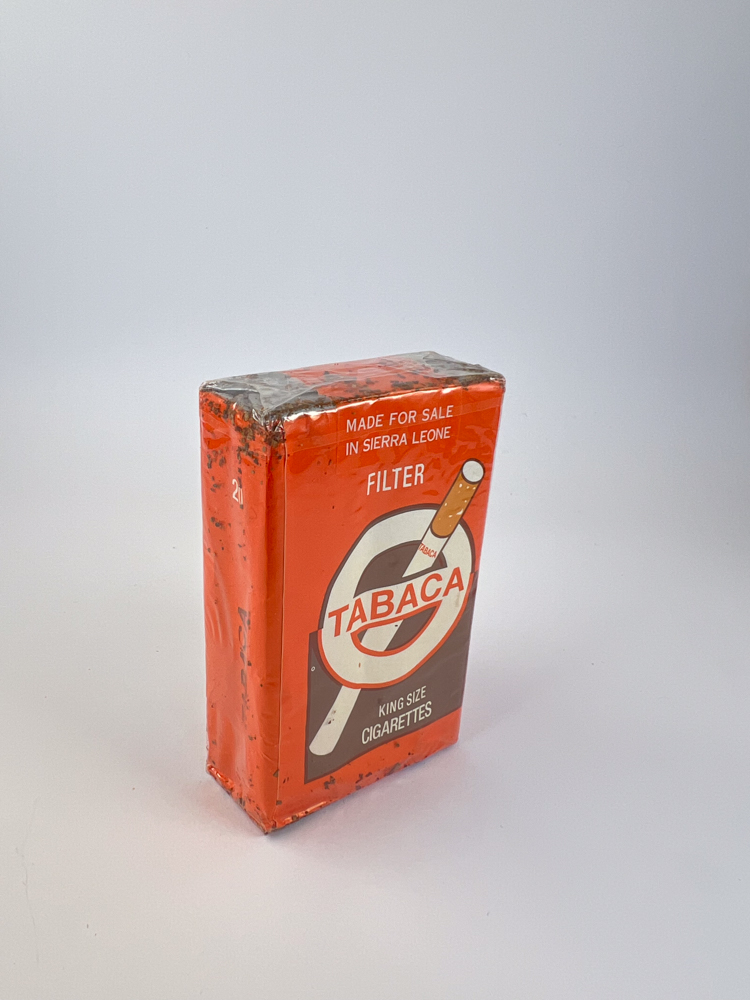 MADE FOR SALE
IN SIERRA LEONE
FILTER
TABACA
TABACA
KING SIZE
CIGARETTES
20